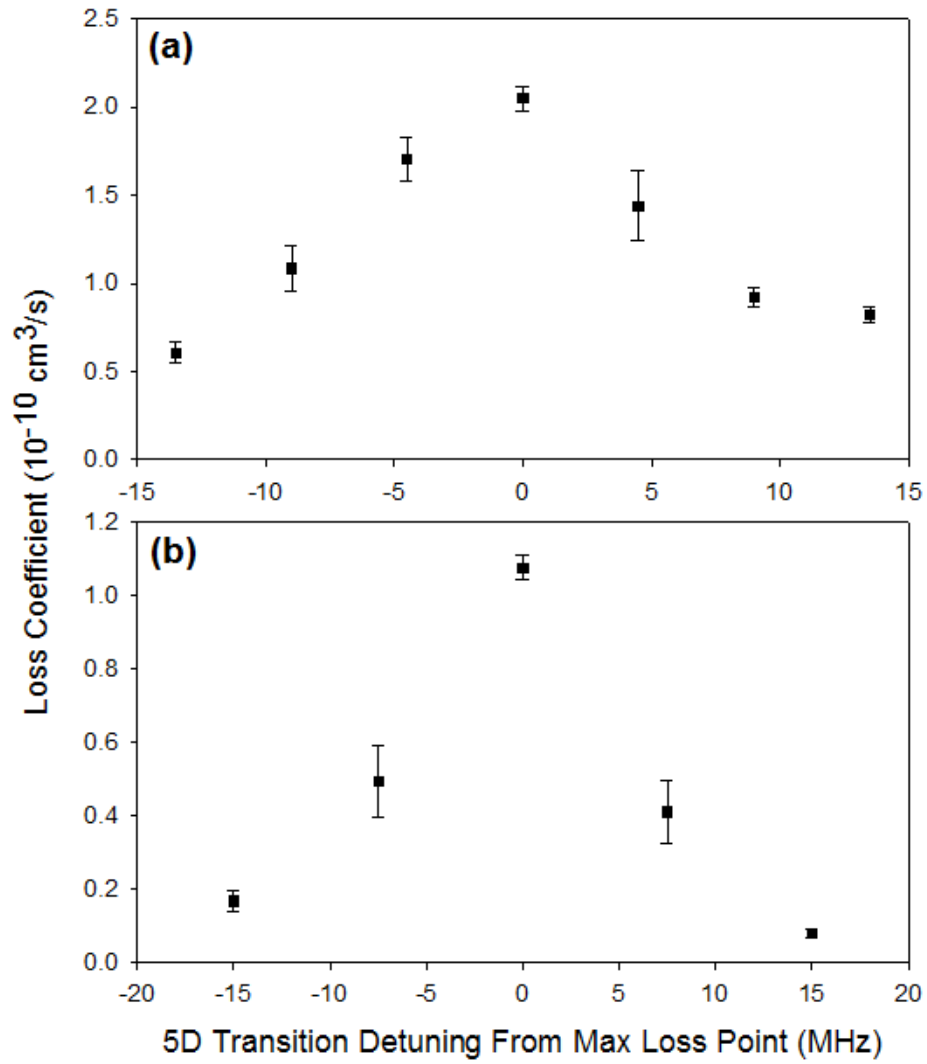 (a)
2.5
2.0
1.5
1.0
0.5
0.0
-15 -10 -5 0 5 10 15
Loss Coefficient (10-10 cm3/s)
(b)
1.2
1.0
0.8
0.6
0.4
0.2
0.0
-20 -15 -10 -5 0 5 10 15 20
5D Transition Detuning From Max Loss Point (MHz)